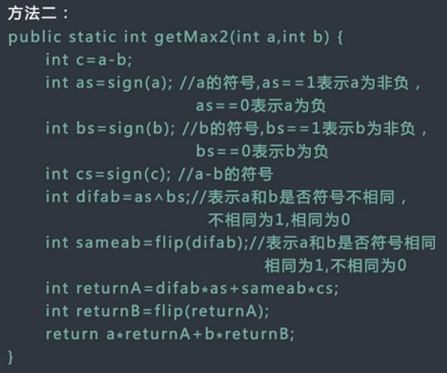 方法二：
public static int getMax2(int a,int b) {
int c=a-b;
int as=sign(a); //a的符号,as==1表示a为非负，
as==0表示a为负
int bs=sign(b); //b的符号,bs==1表示b为非负，
bs==0表示b为负
int cs=sign(c); //a-b的符号
int difab=as^bs;//表示a和b是否符号不相同，
不相同为1,相同为0
int sameab=flip(difab);//表示a和b是否符号相同
相同为1,不相同为0
int returnA=difab*as+sameab*cs;
int returnB=flip(returnA);
return a*returnA+b*returnB;
}